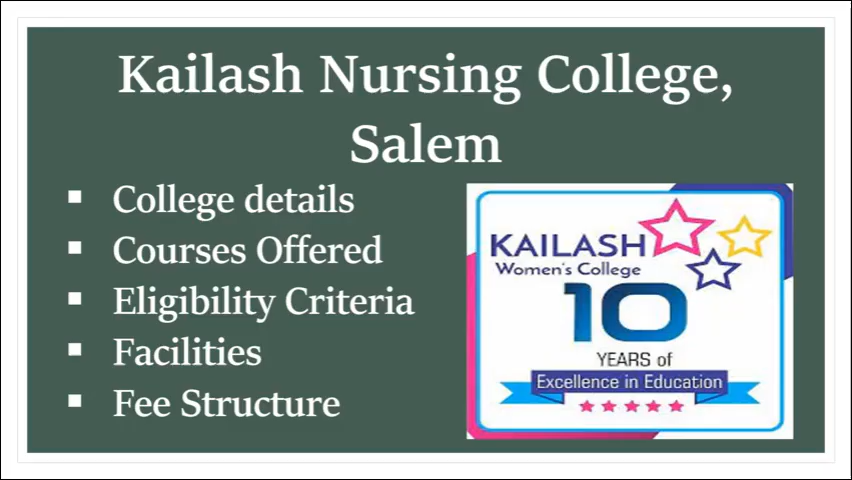 Kailash Nursing College,
Salem
▪ College details
▪ Courses Offered
▪ Eligibility Criteria
▪ Facilities
▪ Fee Structure
KAILASH
Women's College
10
YEARS of
Excellence in Education